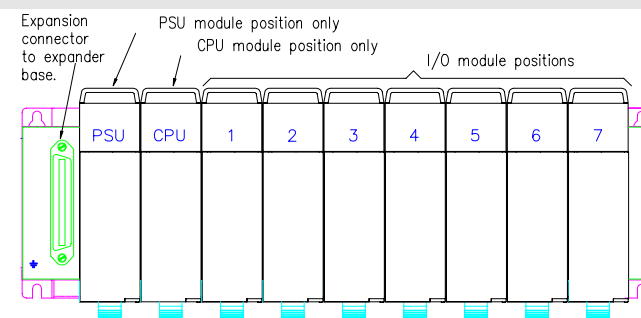 Expansion
connector
to expander
base.
PSU module position only
CPU module position only
I/O module positions
PSU CPU 1 2 3 4 5 6 7